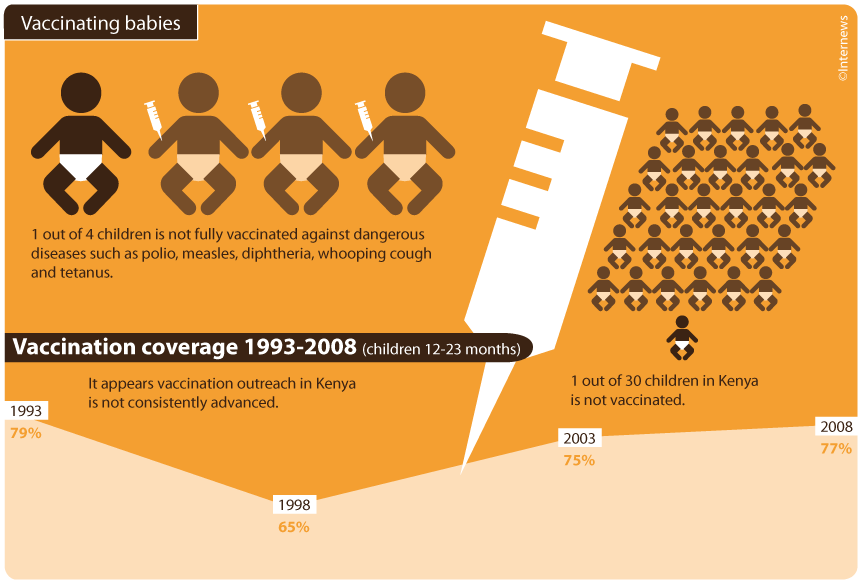 Vaccinating babies
©Internews
1 out of 4 children is not fully vaccinated against dangerous
diseases such as polio, measles, diphtheria, whooping cough
and tetanus.
Vaccination coverage 1993-2008 (children 12-23 months)
It appears vaccination outreach in Kenya
is not consistently advanced.
1 out of 30 children in Kenya
is not vaccinated.
1993
79%
1998
65%
2003
75%
2008
77%